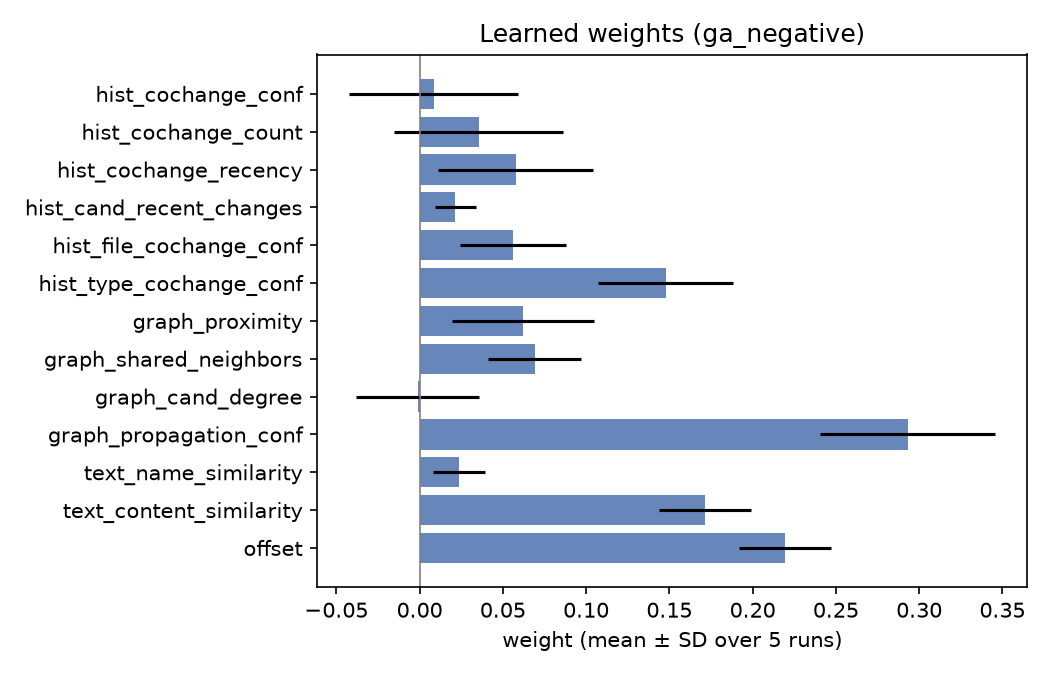 Learned weights (ga_negative)
hist_cochange_conf
hist_cochange_count
hist_cochange_recency
hist_cand_recent_changes
hist_file_cochange_conf
hist_type_cochange_conf
graph_proximity
graph_shared_neighbors
graph_cand_degree
graph_propagation_conf
text_name_similarity
text_content_similarity
offset
−0.05 0.00 0.05 0.10 0.15 0.20 0.25 0.30 0.35
weight (mean ± SD over 5 runs)